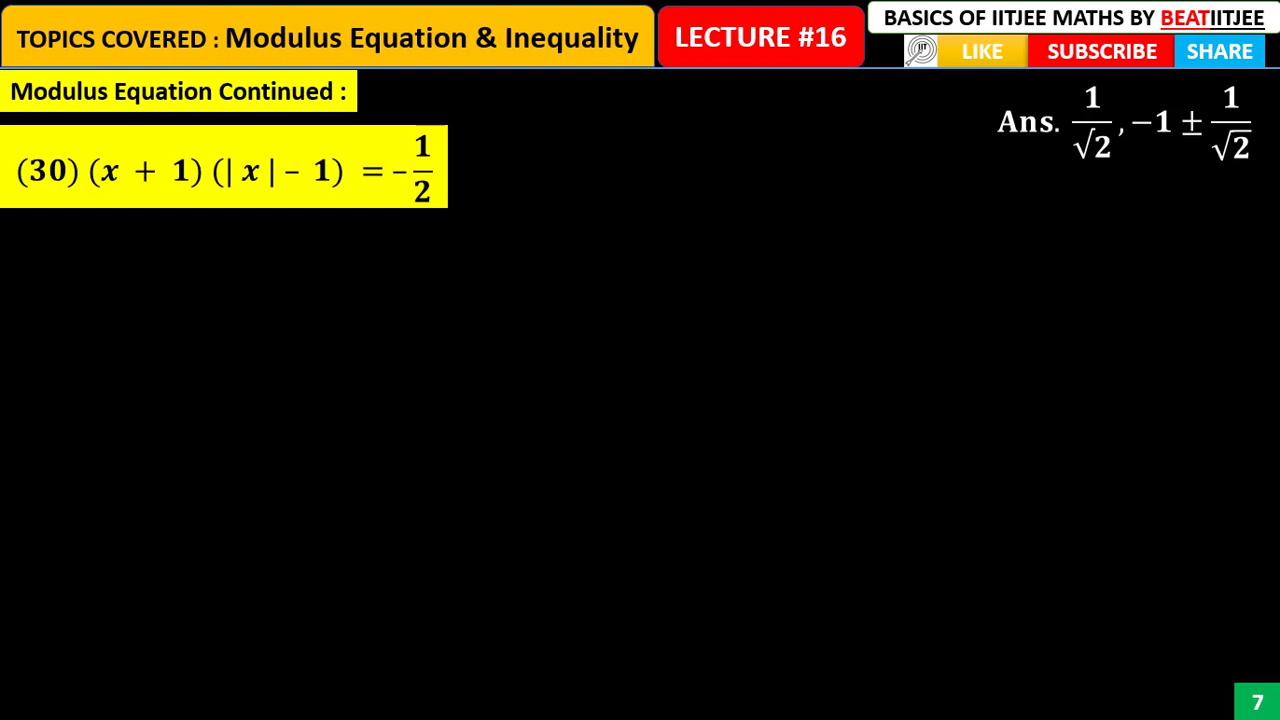 TOPICS COVERED : Modulus Equation & Inequality
LECTURE #16
BASICS OF IITJEE MATHS BY BEATIITJEE
IIT
LIKE
SUBSCRIBE
SHARE
Modulus Equation Continued :
Ans. 1/√2, −1 ± 1/√2
(30) (x + 1) (| x | – 1) = – 1/2
7